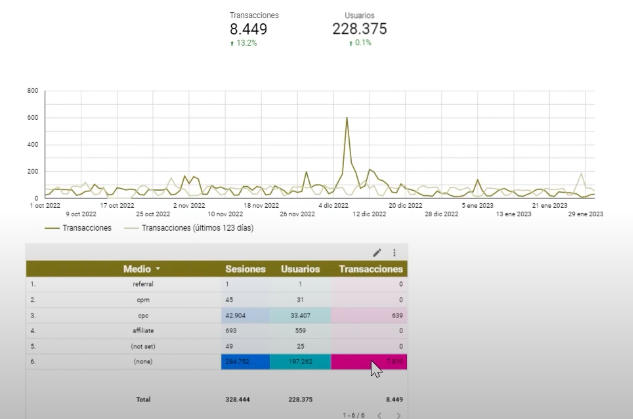 Transacciones Usuarios
8.449 228.375
13.2% 0.1%
800
600
400
200
0
1 oct 2022 17 oct 2022 2 nov 2022 18 nov 2022 4 dic 2022 20 dic 2022 5 ene 2023 21 ene 2023
9 oct 2022 25 oct 2022 10 nov 2022 26 nov 2022 12 dic 2022 28 dic 2022 13 ene 2023 29 ene 2023
Transacciones Transacciones (últimos 123 días)
Medio Sesiones Usuarios Transacciones
1. referral 1 1 0
2. cpm 45 31 0
3. cpc 42.904 33.407 639
4. affiliate 693 559 0
5. (not set) 49 25 0
6. (none) 284.752 197.262
Total 328.444 228.375 8.449
1 - 6 / 6